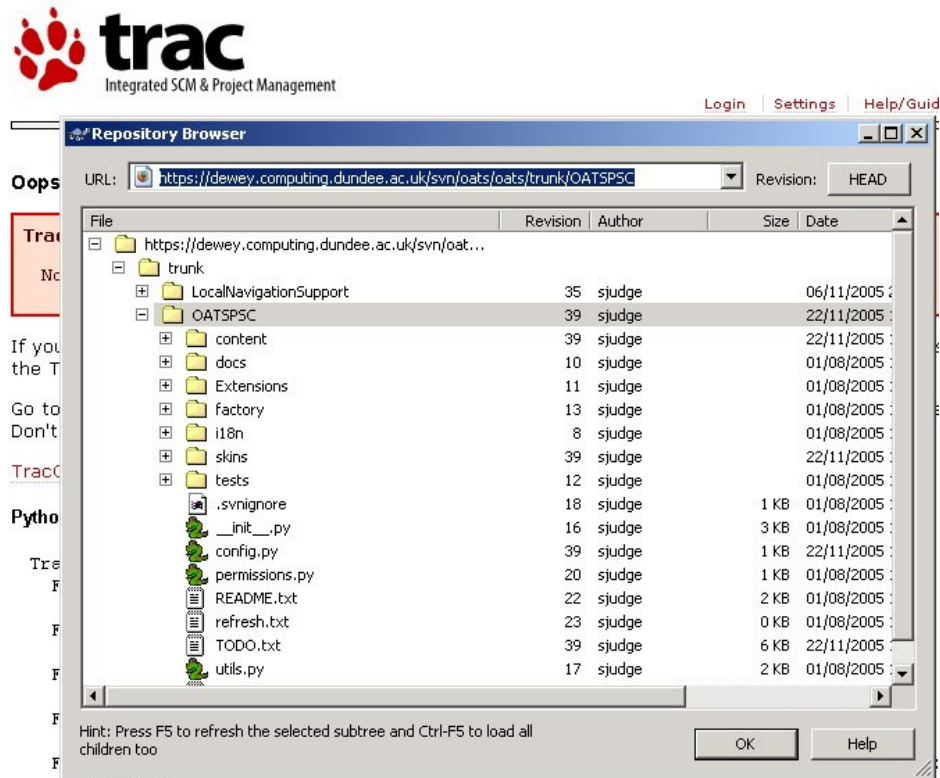 trac
Integrated SCM & Project Management
Login Settings Help/Guid
Repository Browser
Oops
URL: https://dewey.computing.dundee.ac.uk/svn/oats/oats/trunk/OATSPSC Revision: HEAD
File Revision Author Size Date
Trac
https://dewey.computing.dundee.ac.uk/svn/oat...
trunk
No
LocalNavigationSupport 35 sjudge 06/11/2005
OATSPSC 39 sjudge 22/11/2005
If you
content 39 sjudge 22/11/2005
the T
docs 10 sjudge 01/08/2005
Extensions 11 sjudge 01/08/2005
Go to
factory 13 sjudge 01/08/2005
Don't
i18n 8 sjudge 01/08/2005
skins 39 sjudge 22/11/2005
TracG
tests 12 sjudge 01/08/2005
.svnignore 18 sjudge 1 KB 01/08/2005
Pytho
__init__.py 16 sjudge 3 KB 01/08/2005
config.py 39 sjudge 1 KB 22/11/2005
Tra
permissions.py 20 sjudge 1 KB 01/08/2005
F
README.txt 22 sjudge 2 KB 01/08/2005
refresh.txt 23 sjudge 0 KB 01/08/2005
F
TODO.txt 39 sjudge 6 KB 22/11/2005
utils.py 17 sjudge 2 KB 01/08/2005
F
F
Hint: Press F5 to refresh the selected subtree and Ctrl-F5 to load all
children too
OK Help
F